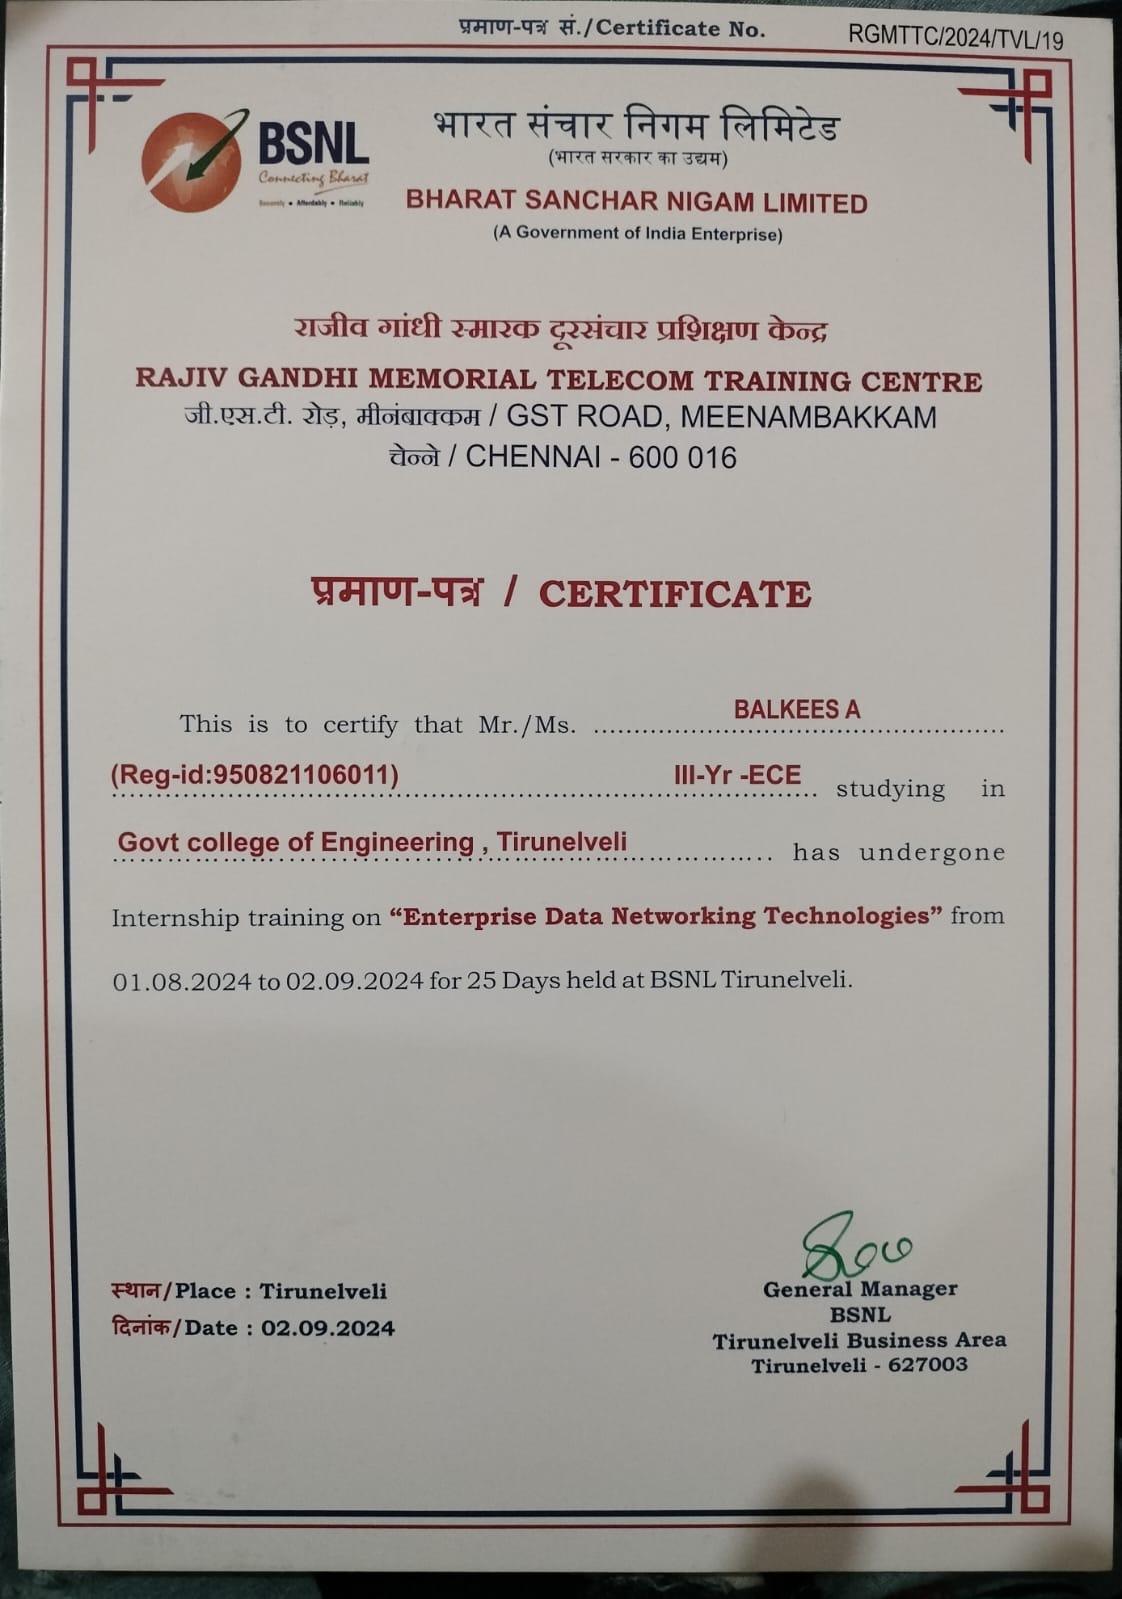 प्रमाण-पत्र सं./Certificate No. RGMTTC/2024/TVL/19
BSNL
Connecting Bharat
Securely • Affordably • Reliably
भारत संचार निगम लिमिटेड
(भारत सरकार का उद्यम)
BHARAT SANCHAR NIGAM LIMITED
(A Government of India Enterprise)
राजीव गांधी स्मारक दूरसंचार प्रशिक्षण केन्द्र
RAJIV GANDHI MEMORIAL TELECOM TRAINING CENTRE
जी.एस.टी. रोड़, मीनंबाक्कम / GST ROAD, MEENAMBAKKAM
चेन्ने / CHENNAI - 600 016
प्रमाण-पत्र / CERTIFICATE
This is to certify that Mr./Ms. BALKEES A
(Reg-id:950821106011) III-Yr -ECE studying in
Govt college of Engineering , Tirunelveli has undergone
Internship training on “Enterprise Data Networking Technologies” from
01.08.2024 to 02.09.2024 for 25 Days held at BSNL Tirunelveli.
स्थान/Place : Tirunelveli
दिनांक/Date : 02.09.2024
General Manager
BSNL
Tirunelveli Business Area
Tirunelveli - 627003